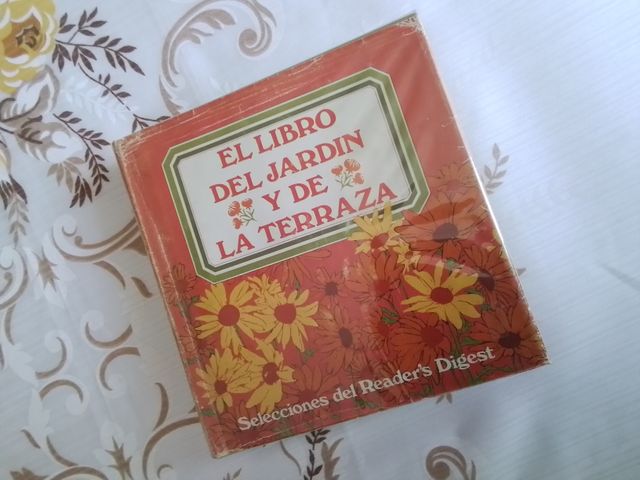 EL LIBRO
DEL JARDIN
Y DE
LA TERRAZA
Selecciones del Reader's Digest